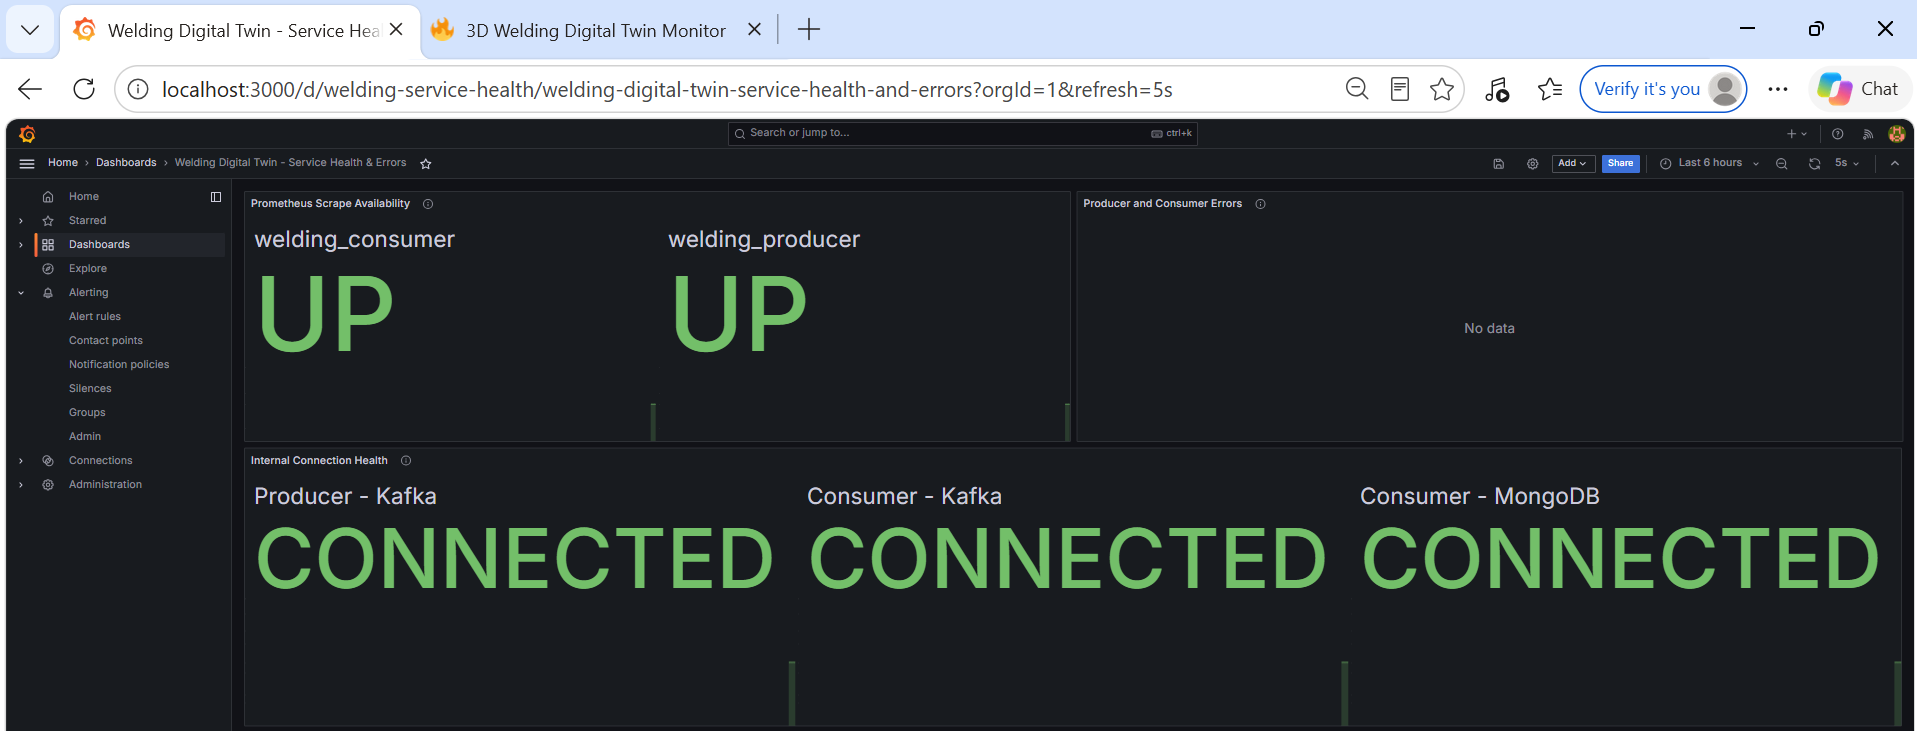 Welding Digital Twin - Service Hea
3D Welding Digital Twin Monitor
localhost:3000/d/welding-service-health/welding-digital-twin-service-health-and-errors?orgId=1&refresh=5s
Verify it's you
Chat
Search or jump to...
ctrl+k
Home › Dashboards › Welding Digital Twin - Service Health & Errors
Add
Share
Last 6 hours
5s
Home
Starred
Dashboards
Explore
Alerting
Alert rules
Contact points
Notification policies
Silences
Groups
Admin
Connections
Administration
Prometheus Scrape Availability
welding_consumer
UP
welding_producer
UP
Producer and Consumer Errors
No data
Internal Connection Health
Producer - Kafka
CONNECTED
Consumer - Kafka
CONNECTED
Consumer - MongoDB
CONNECTED